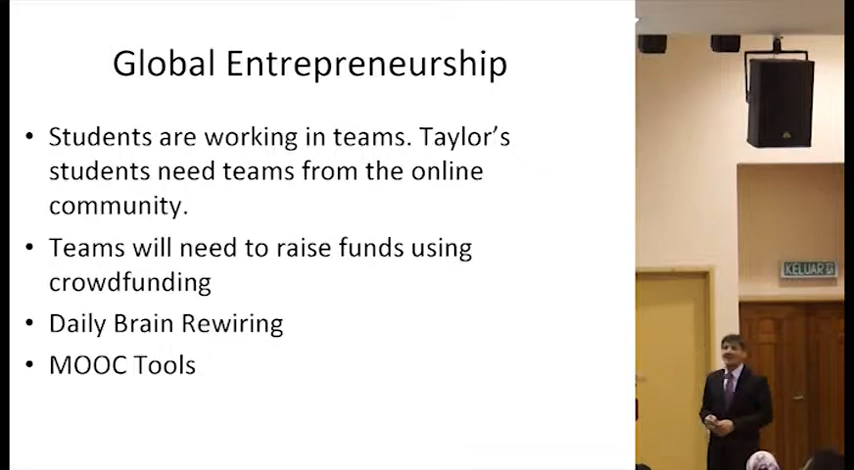 Global Entrepreneurship
• Students are working in teams. Taylor's
students need teams from the online
community.
• Teams will need to raise funds using
crowdfunding
• Daily Brain Rewiring
• MOOC Tools
KELUAR